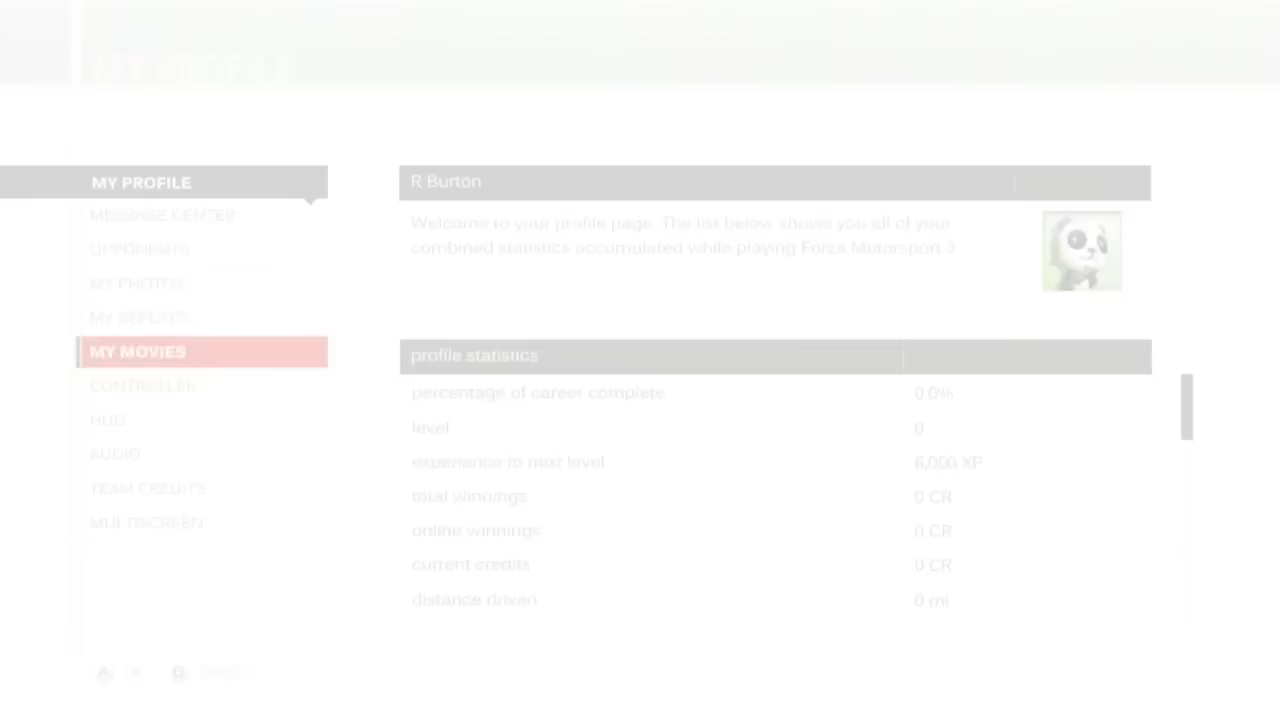 MY PROFILE
MY PROFILE
MESSAGE CENTER
OPPONENTS
MY PHOTOS
MY REPLAYS
MY MOVIES
CONTROLLER
HUD
AUDIO
TEAM CREDITS
MULTISCREEN
R Burton
Welcome to your profile page. The list below shows you all of your
combined statistics accumulated while playing Forza Motorsport 3
profile statistics
percentage of career complete 0.0%
level 0
experience to next level 6,000 XP
total winnings 0 CR
online winnings 0 CR
current credits 0 CR
distance driven 0 mi
A
B